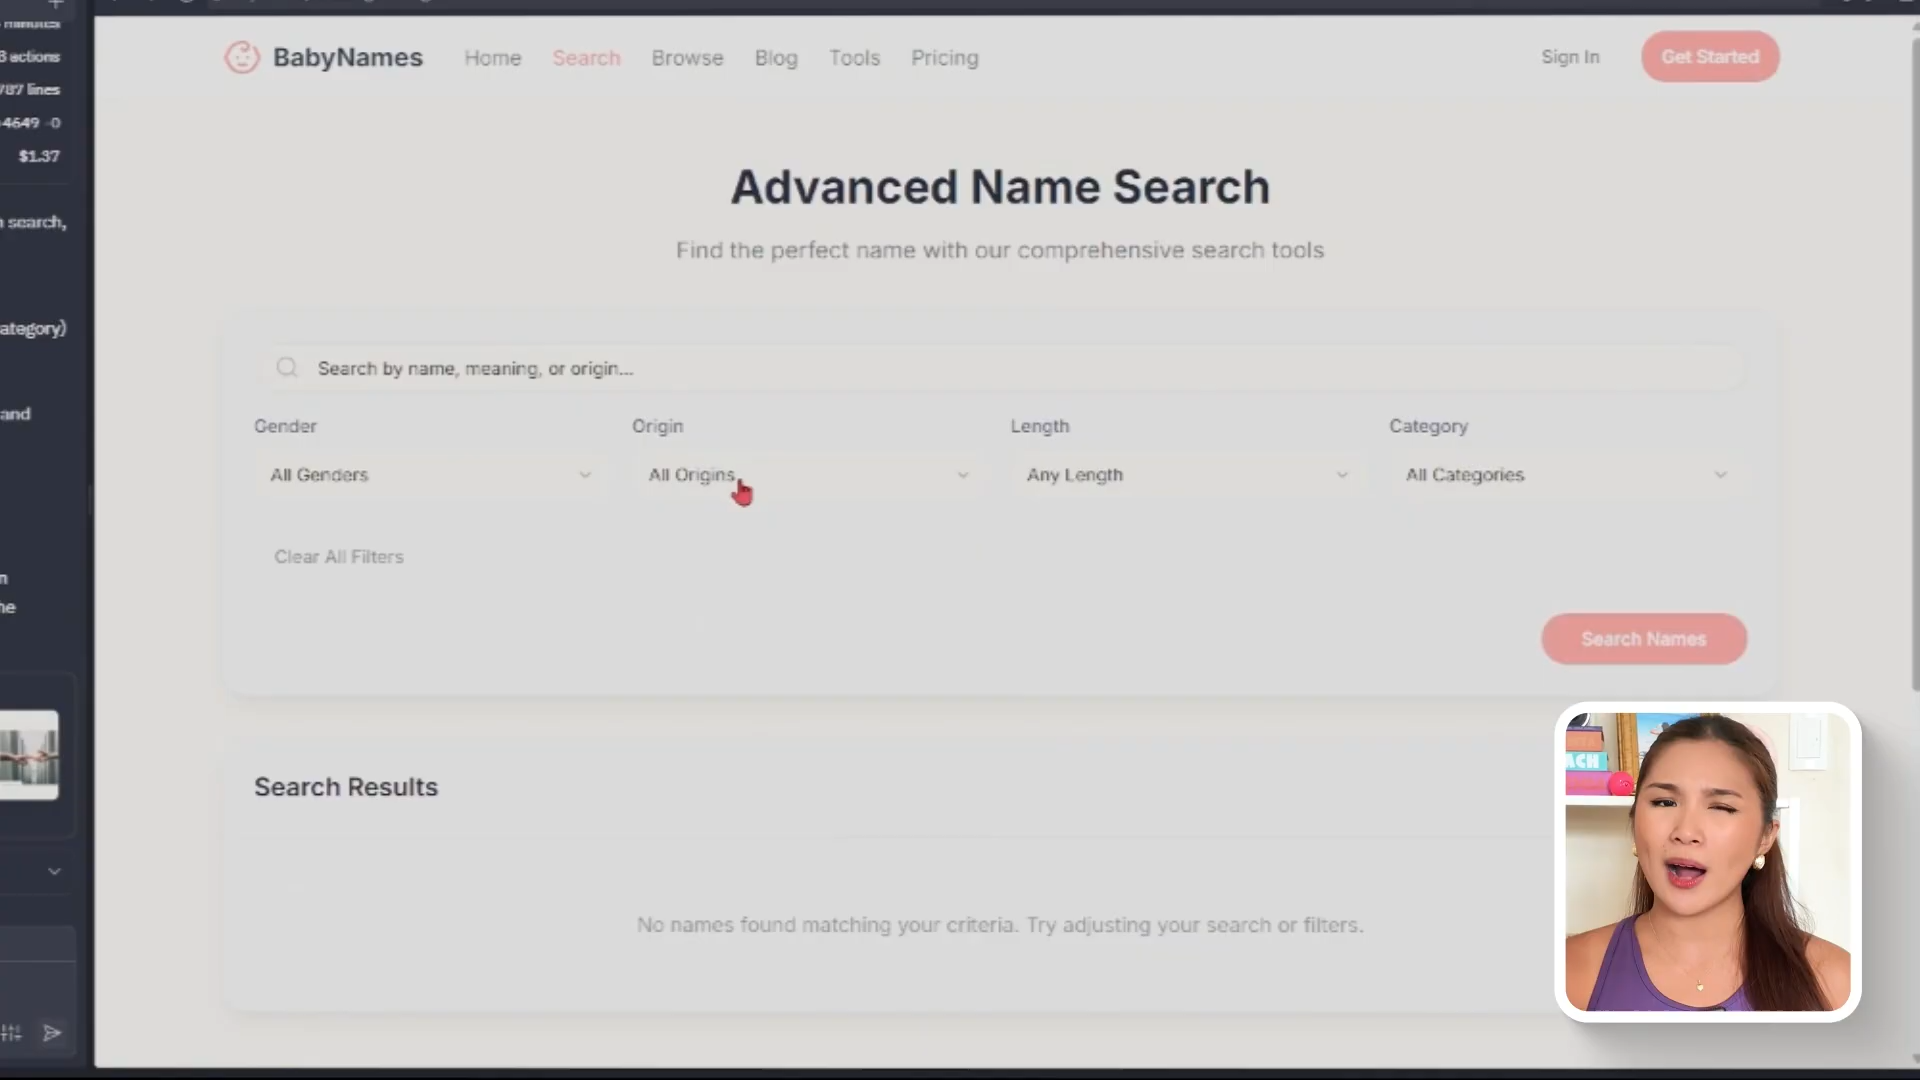 minutes
actions
787 lines
4649 -0
$1.37
search,
ategory)
and
BabyNames
Home
Search
Browse
Blog
Tools
Pricing
Sign In
Get Started
Advanced Name Search
Find the perfect name with our comprehensive search tools
Search by name, meaning, or origin...
Gender
Origin
Length
Category
All Genders
All Origins
Any Length
All Categories
Clear All Filters
Search Names
Search Results
No names found matching your criteria. Try adjusting your search or filters.
ACH